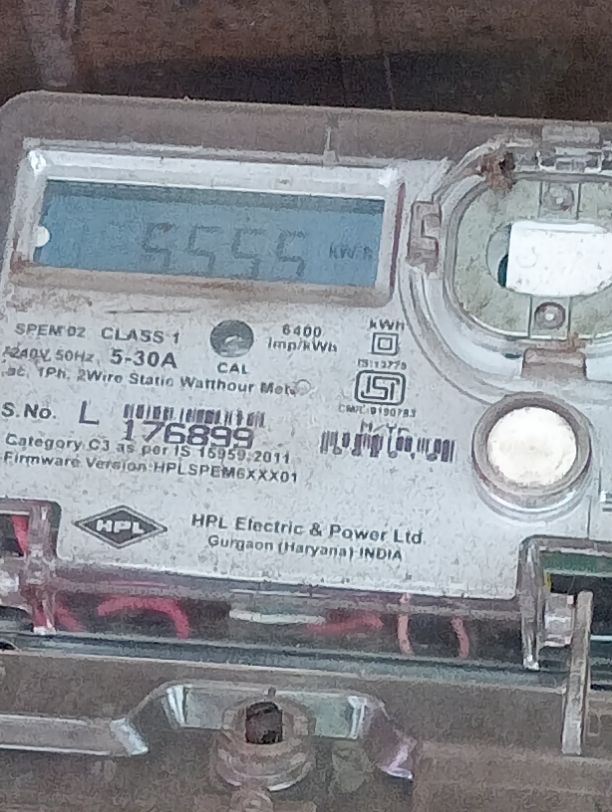 5555 kWh
SPEM 02 CLASS 1
240V, 50Hz, 5-30A
CAL
6400
Imp/kWh
kWh
ac, 1Ph, 2Wire Static Watthour Meter
IS:13779
S.No. L 176899
M/Yr.
Category C3 as per IS 15959:2011
Firmware Version:HPLSPEM6XXX01
HPL
HPL Electric & Power Ltd
Gurgaon (Haryana) INDIA